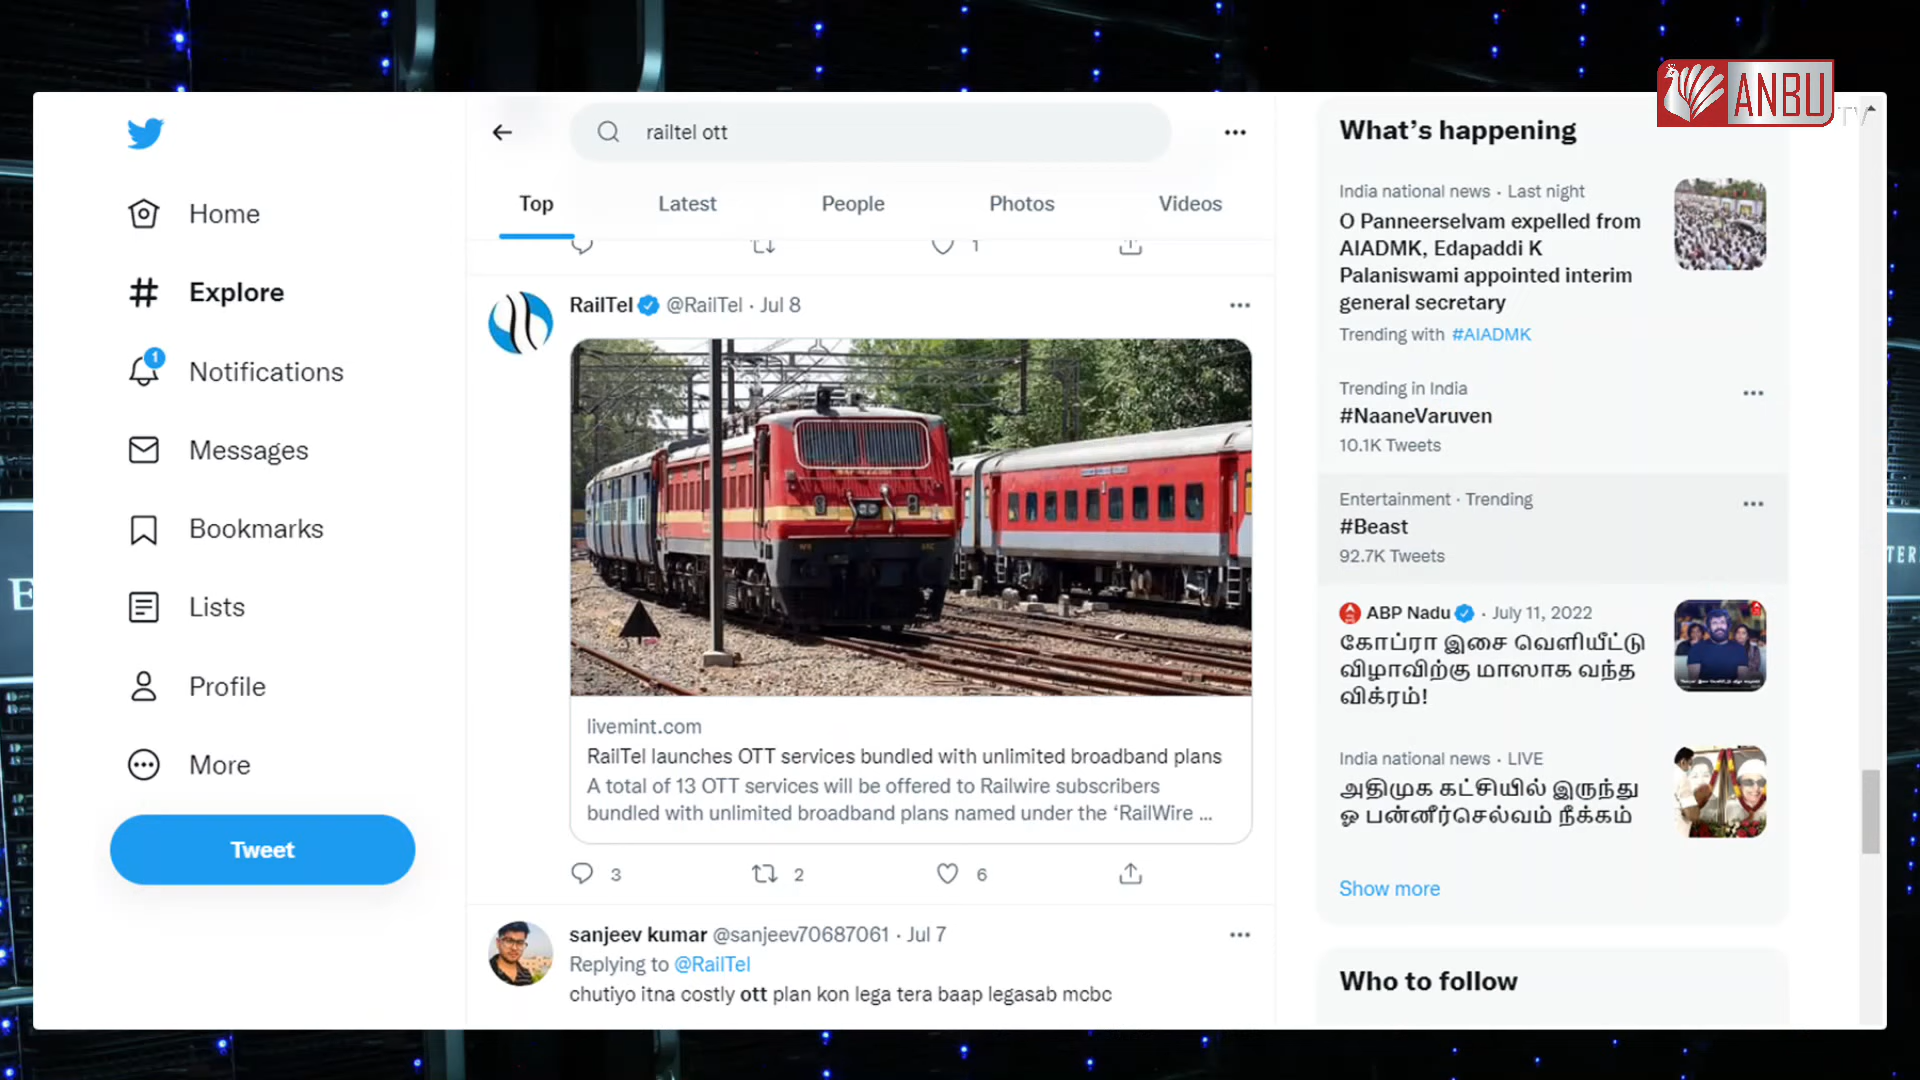 ANBU
TV
railtel ott
Top
Latest
People
Photos
Videos
Home
Explore
1
Notifications
Messages
Bookmarks
Lists
Profile
More
Tweet
1
RailTel @RailTel · Jul 8
livemint.com
RailTel launches OTT services bundled with unlimited broadband plans
A total of 13 OTT services will be offered to Railwire subscribers
bundled with unlimited broadband plans named under the ‘RailWire ...
3
2
6
sanjeev kumar @sanjeev70687061 · Jul 7
Replying to @RailTel
chutiyo itna costly ott plan kon lega tera baap legasab mcbc
What’s happening
India national news · Last night
O Panneerselvam expelled from
AIADMK, Edapaddi K
Palaniswami appointed interim
general secretary
Trending with #AIADMK
Trending in India
#NaaneVaruven
10.1K Tweets
Entertainment · Trending
#Beast
92.7K Tweets
ABP Nadu · July 11, 2022
கோப்ரா இசை வெளியீட்டு
விழாவிற்கு மாஸாக வந்த
விக்ரம்!
India national news · LIVE
அதிமுக கட்சியில் இருந்து
ஓ பன்னீர்செல்வம் நீக்கம்
Show more
Who to follow